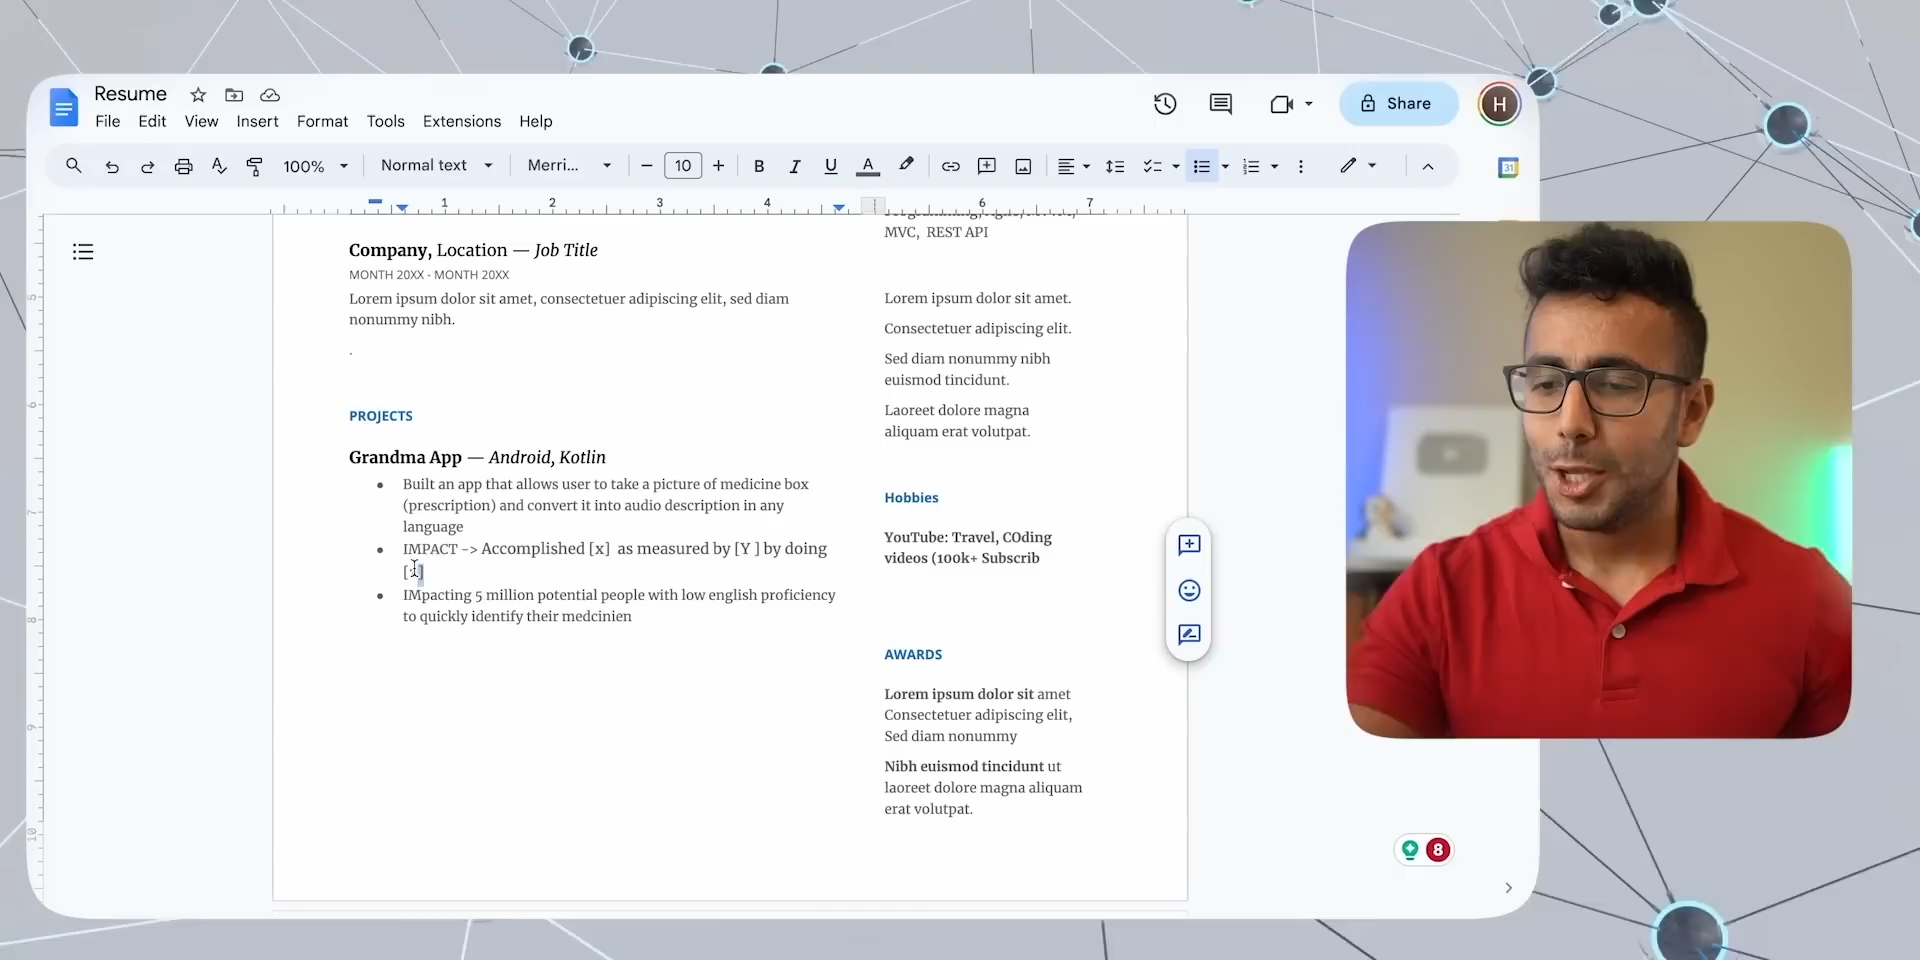 Resume
File Edit View Insert Format Tools Extensions Help
Share
H
100% Normal text Merri... 10 B I U A
31
1 2 3 4 6 7
MVC, REST API
Company, Location — Job Title
MONTH 20XX - MONTH 20XX
Lorem ipsum dolor sit amet, consectetuer adipiscing elit, sed diam
nonummy nibh.
.
PROJECTS
Grandma App — Android, Kotlin
Built an app that allows user to take a picture of medicine box
(prescription) and convert it into audio description in any
language
IMPACT -> Accomplished [x]  as measured by [Y ] by doing
IMpacting 5 million potential people with low english proficiency
to quickly identify their medcinien
Lorem ipsum dolor sit amet.
Consectetuer adipiscing elit.
Sed diam nonummy nibh
euismod tincidunt.
Laoreet dolore magna
aliquam erat volutpat.
Hobbies
YouTube: Travel, COding
videos (100k+ Subscrib
AWARDS
Lorem ipsum dolor sit amet
Consectetuer adipiscing elit,
Sed diam nonummy
Nibh euismod tincidunt ut
laoreet dolore magna aliquam
erat volutpat.
8
5
6
7
8
9
10